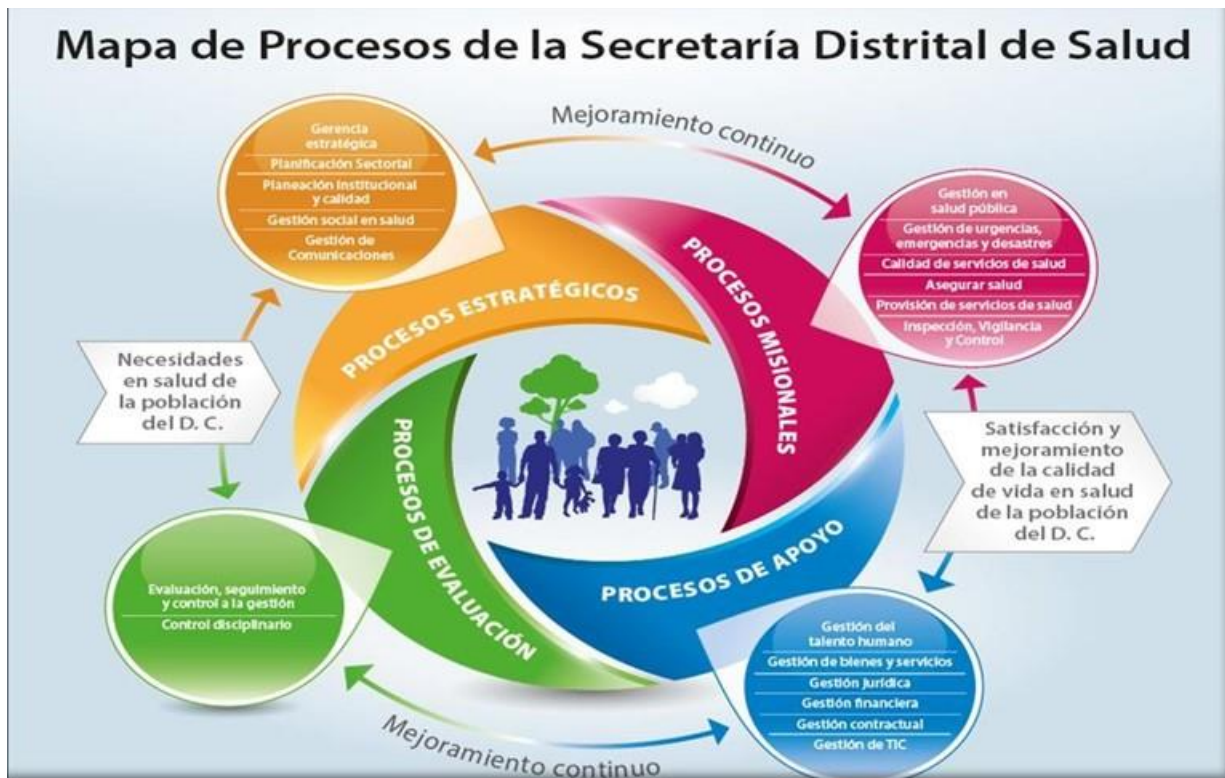 Mapa de Procesos de la Secretaría Distrital de Salud
Mejoramiento continuo
Gerencia
estratégica
Planificación Sectorial
Planeación institucional
y calidad
Gestión social en salud
Gestión de
Comunicaciones
Gestión en
salud pública
Gestión de urgencias,
emergencias y desastres
Calidad de servicios de salud
Asegurar salud
Provisión de servicios de salud
Inspección, Vigilancia
y Control
PROCESOS ESTRATÉGICOS
PROCESOS MISIONALES
Necesidades
en salud de
la población
del D. C.
Satisfacción y
mejoramiento
de la calidad
de vida en salud
de la población
del D. C.
PROCESOS DE EVALUACIÓN
PROCESOS DE APOYO
Evaluación, seguimiento
y control a la gestión
Control disciplinario
Gestión del
talento humano
Gestión de bienes y servicios
Gestión jurídica
Gestión financiera
Gestión contractual
Gestión de TIC
Mejoramiento continuo